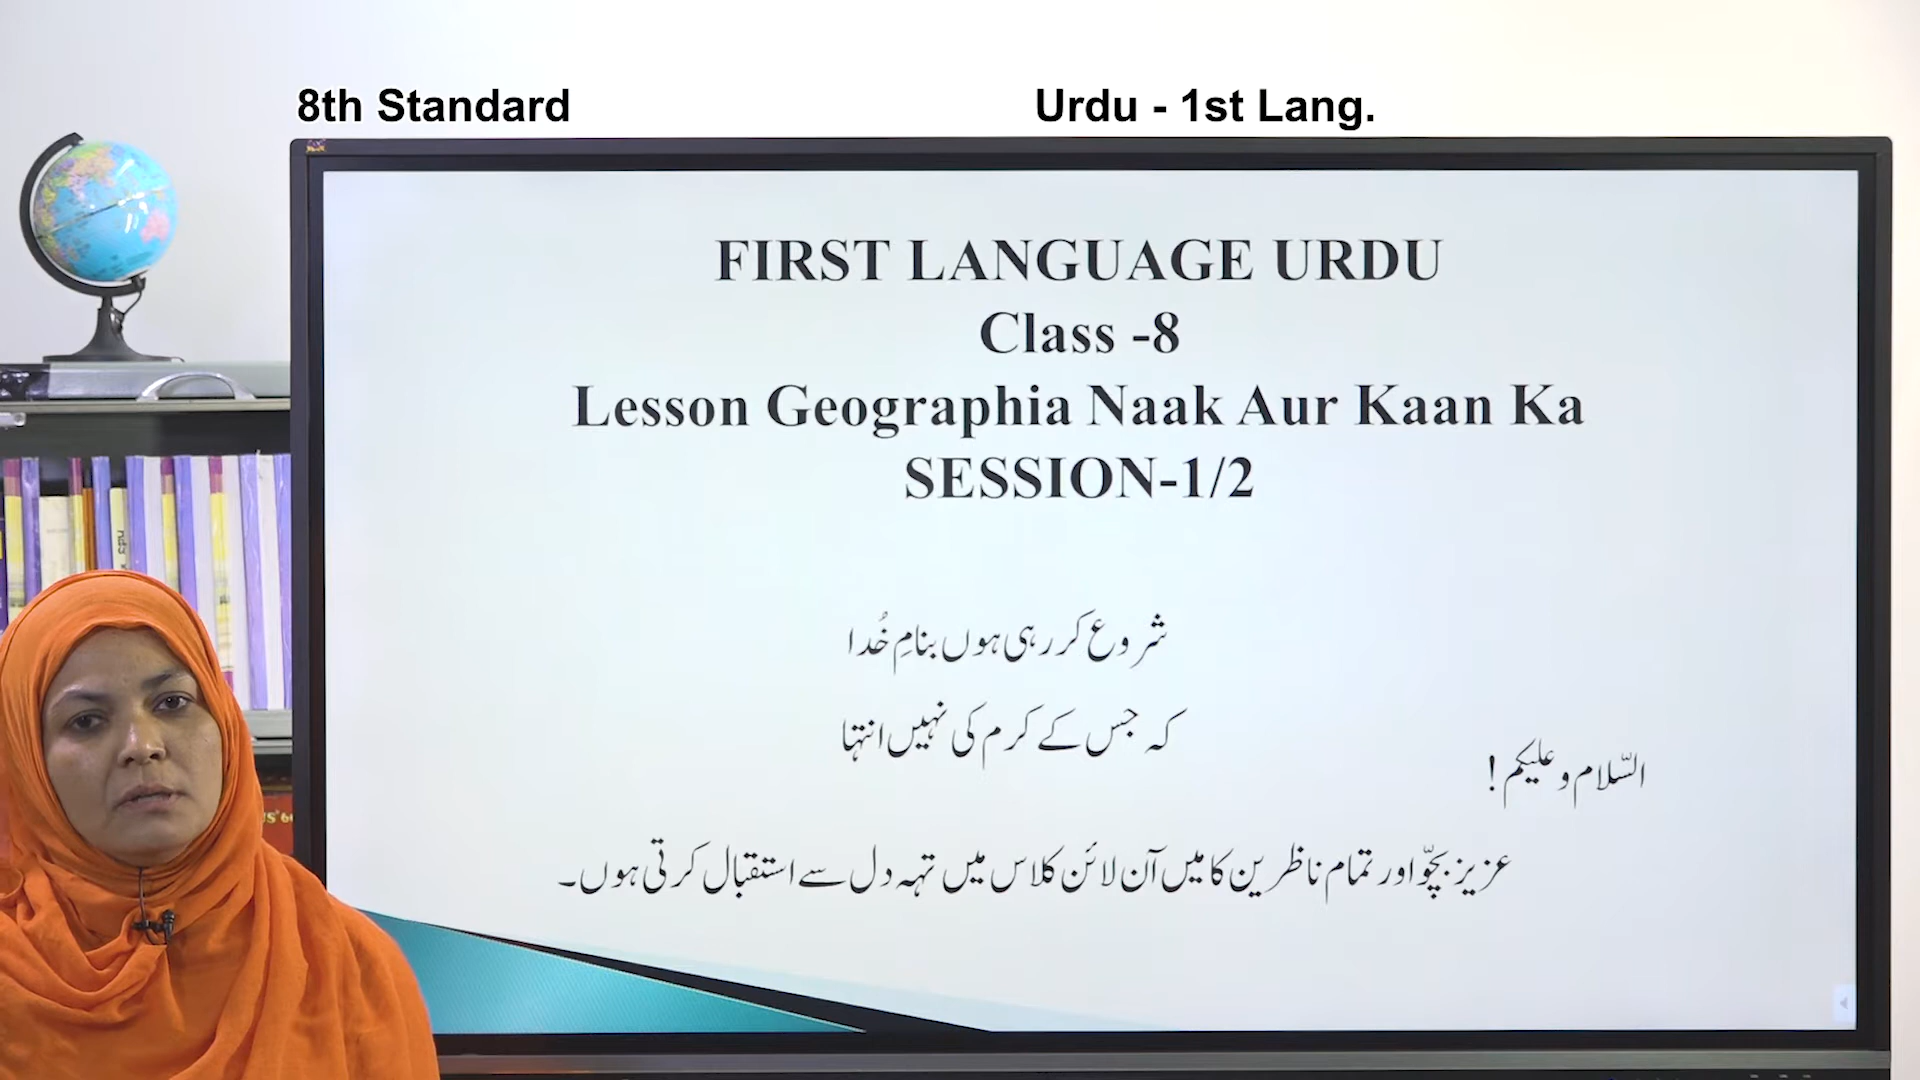 8th Standard
Urdu - 1st Lang.
FIRST LANGUAGE URDU
Class -8
Lesson Geographia Naak Aur Kaan Ka
SESSION-1/2
شروع کر رہی ہوں بنامِ خُدا
کہ جس کے کرم کی نہیں انتہا
السّلام و علیکم !
عزیز بچّو اور تمام ناظرین کا میں آن لائن کلاس میں تہہ دل سے استقبال کرتی ہوں۔